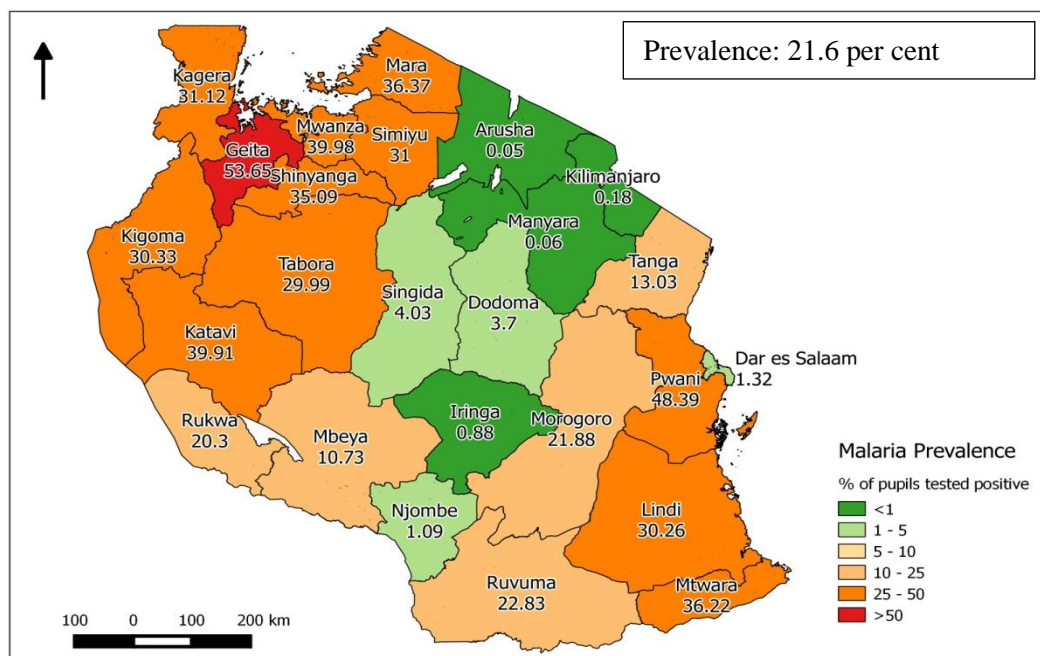 Prevalence: 21.6 per cent
Kagera
31.12
Mara
36.37
Mwanza
39.98
Simiyu
31
Arusha
0.05
Geita
53.65
Shinyanga
35.09
Kilimanjaro
0.18
Kigoma
30.33
Manyara
0.06
Tabora
29.99
Tanga
13.03
Singida
4.03
Dodoma
3.7
Katavi
39.91
Dar es Salaam
1.32
Pwani
48.39
Rukwa
20.3
Mbeya
10.73
Iringa
0.88
Morogoro
21.88
Njombe
1.09
Lindi
30.26
Ruvuma
22.83
Mtwara
36.22
Malaria Prevalence
% of pupils tested positive
<1
1 - 5
5 - 10
10 - 25
25 - 50
>50
100 0 100 200 km